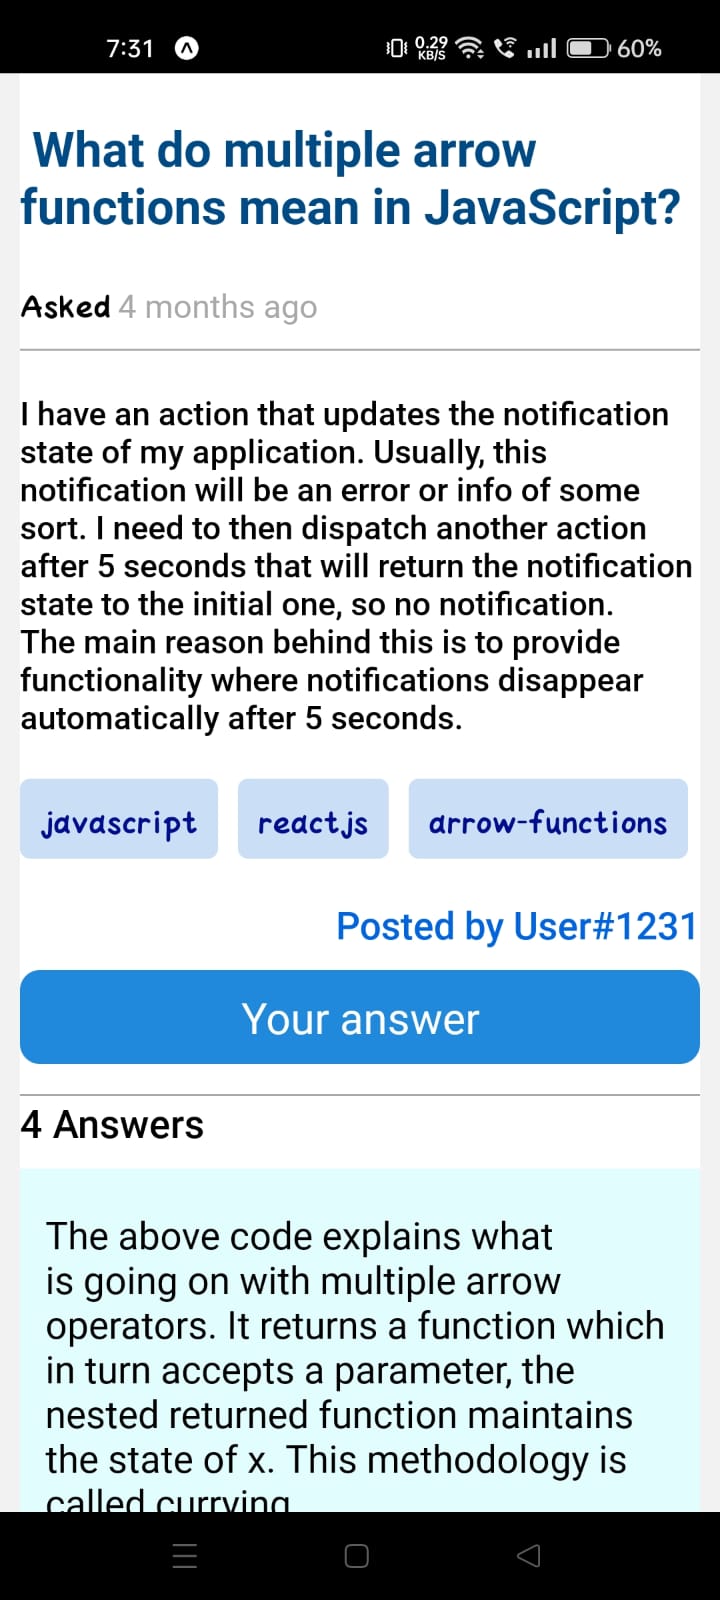 7:31 0.29 KB/S 60%
What do multiple arrow
functions mean in JavaScript?
Asked 4 months ago
I have an action that updates the notification
state of my application. Usually, this
notification will be an error or info of some
sort. I need to then dispatch another action
after 5 seconds that will return the notification
state to the initial one, so no notification.
The main reason behind this is to provide
functionality where notifications disappear
automatically after 5 seconds.
javascript reactjs arrow-functions
Posted by User#1231
Your answer
4 Answers
The above code explains what
is going on with multiple arrow
operators. It returns a function which
in turn accepts a parameter, the
nested returned function maintains
the state of x. This methodology is
called currying